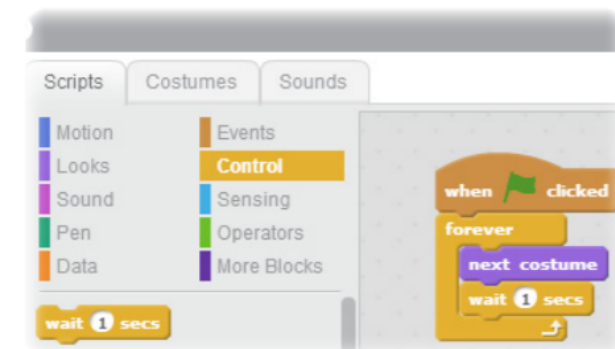 Scripts Costumes Sounds
Motion Events
Looks Control
Sound Sensing
Pen Operators
Data More Blocks
wait 1 secs
when clicked
forever
next costume
wait 1 secs